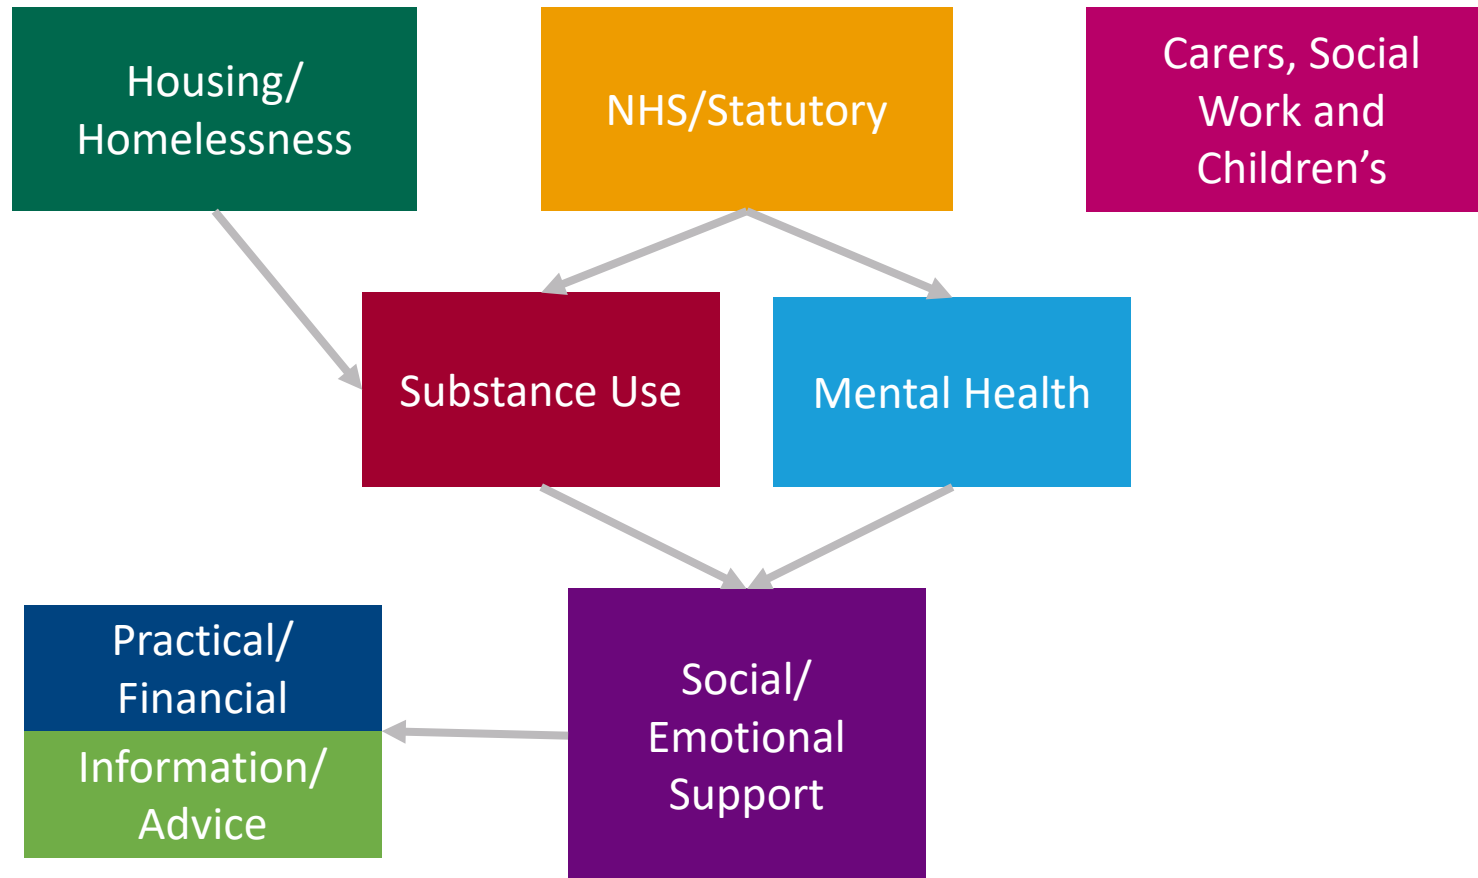 Housing/
Homelessness
NHS/Statutory
Carers, Social
Work and
Children’s
Substance Use
Mental Health
Practical/
Financial
Information/
Advice
Social/
Emotional
Support